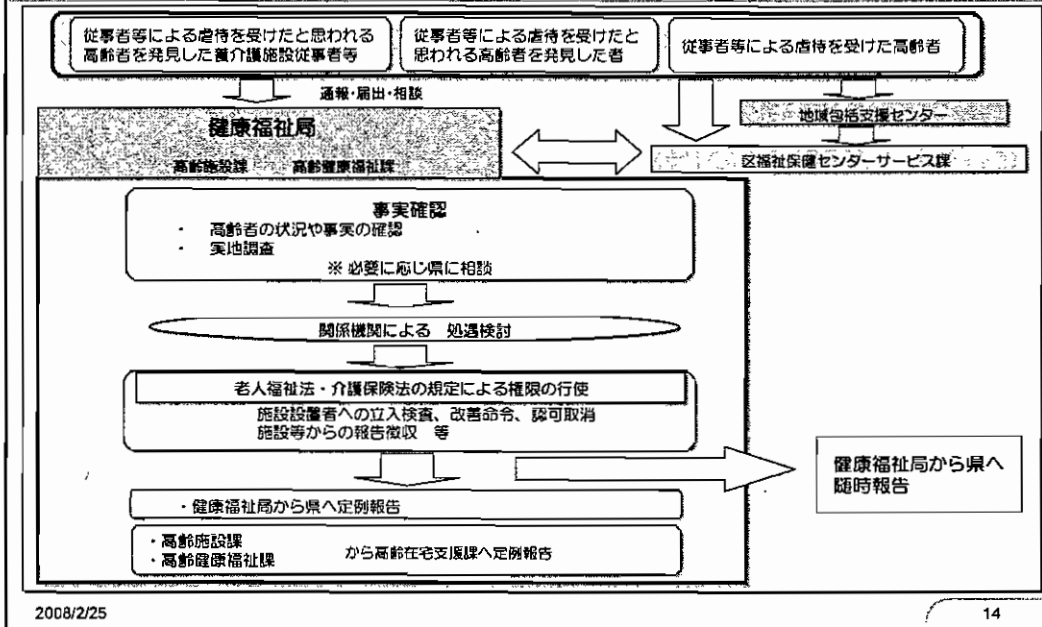 従事者等による虐待を受けたと思われる
高齢者を発見した養介護施設従事者等
従事者等による虐待を受けたと
思われる高齢者を発見した者
従事者等による虐待を受けた高齢者
通報・届出・相談
健康福祉局
高齢施設課 高齢健康福祉課
地域包括支援センター
区福祉保健センターサービス課
事実確認
・ 高齢者の状況や事実の確認
・ 実地調査
※ 必要に応じ県に相談
関係機関による 処遇検討
老人福祉法・介護保険法の規定による権限の行使
施設設置者への立入検査、改善命令、認可取消
施設等からの報告徴収 等
健康福祉局から県へ
随時報告
・健康福祉局から県へ定例報告
・高齢施設課
・高齢健康福祉課
から高齢在宅支援課へ定例報告
2008/2/25
14